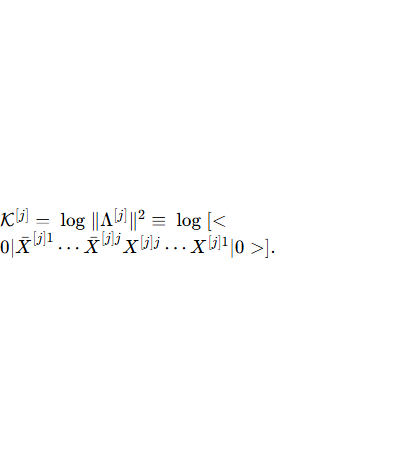 𝒦^{[j]} = log ‖Λ^{[j]}‖² ≡ log [<
0|X̄^{[j]1} ⋯ X̄^{[j]j} X^{[j]j} ⋯ X^{[j]1}|0 >].